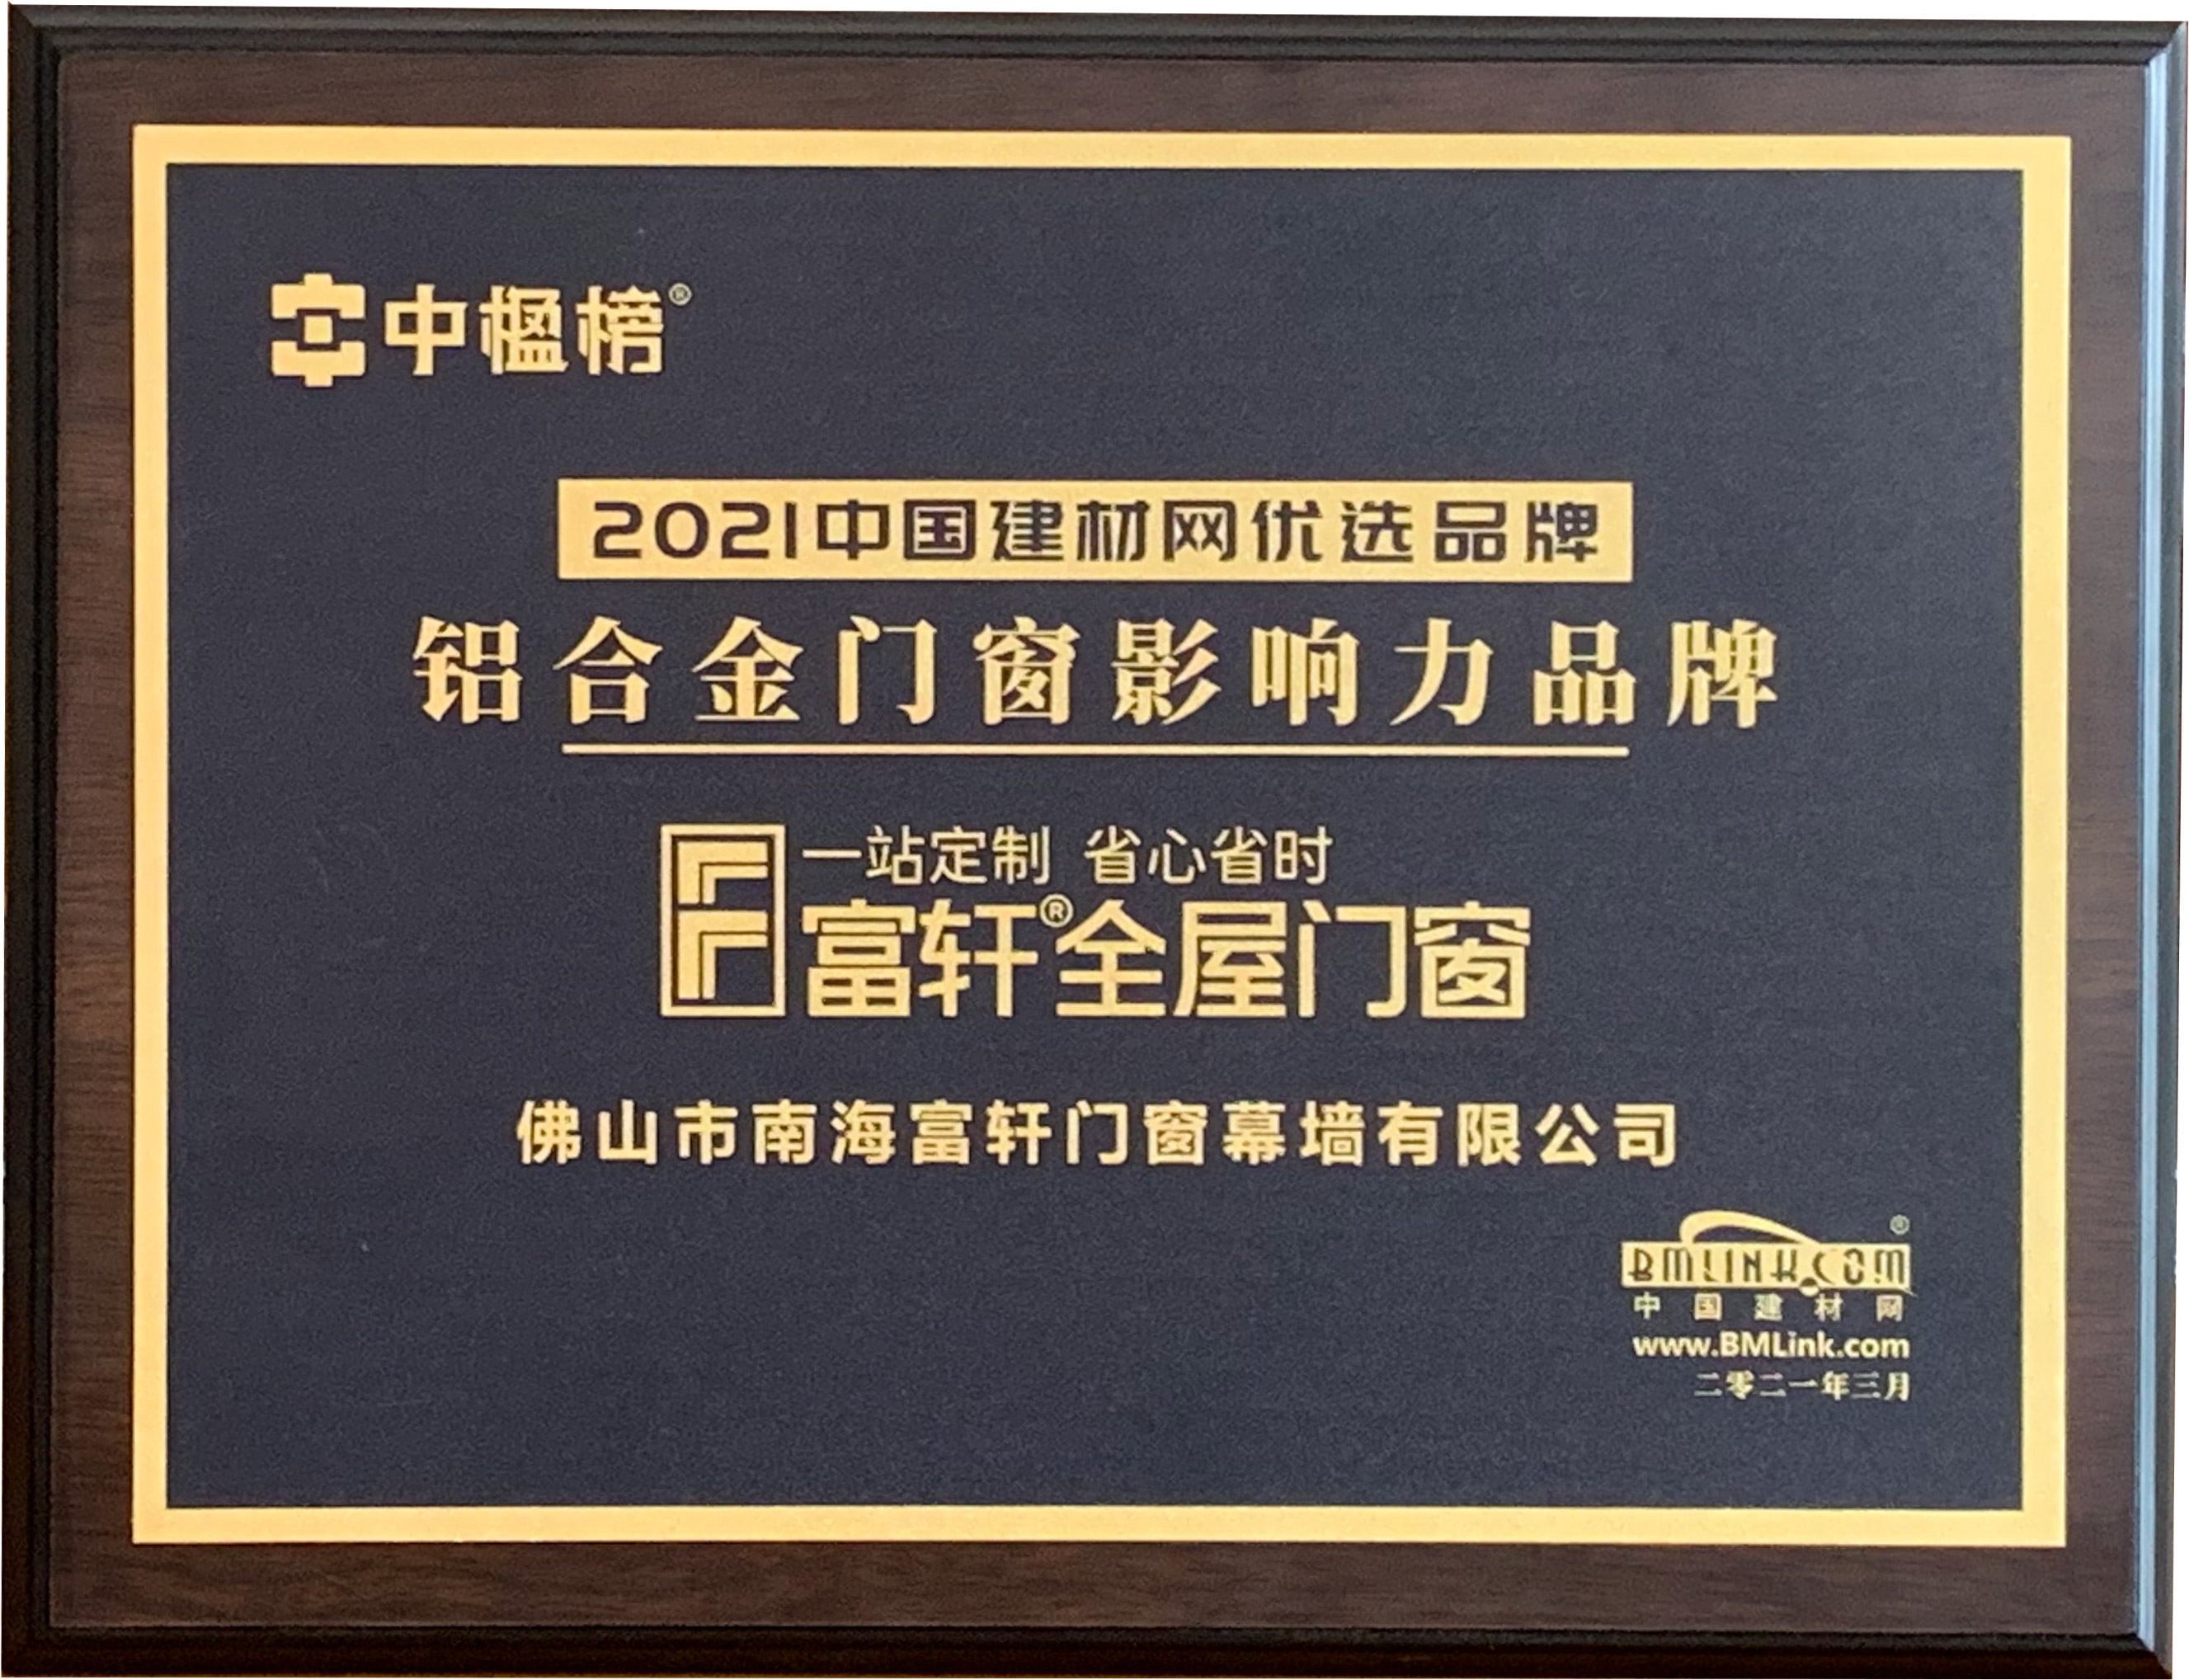 中楹榜®
2021中国建材网优选品牌
铝合金门窗影响力品牌
一站定制 省心省时
富轩®全屋门窗
佛山市南海富轩门窗幕墙有限公司
®
BMLINK.COM
中国建材网
www.BMLink.com
二零二一年三月